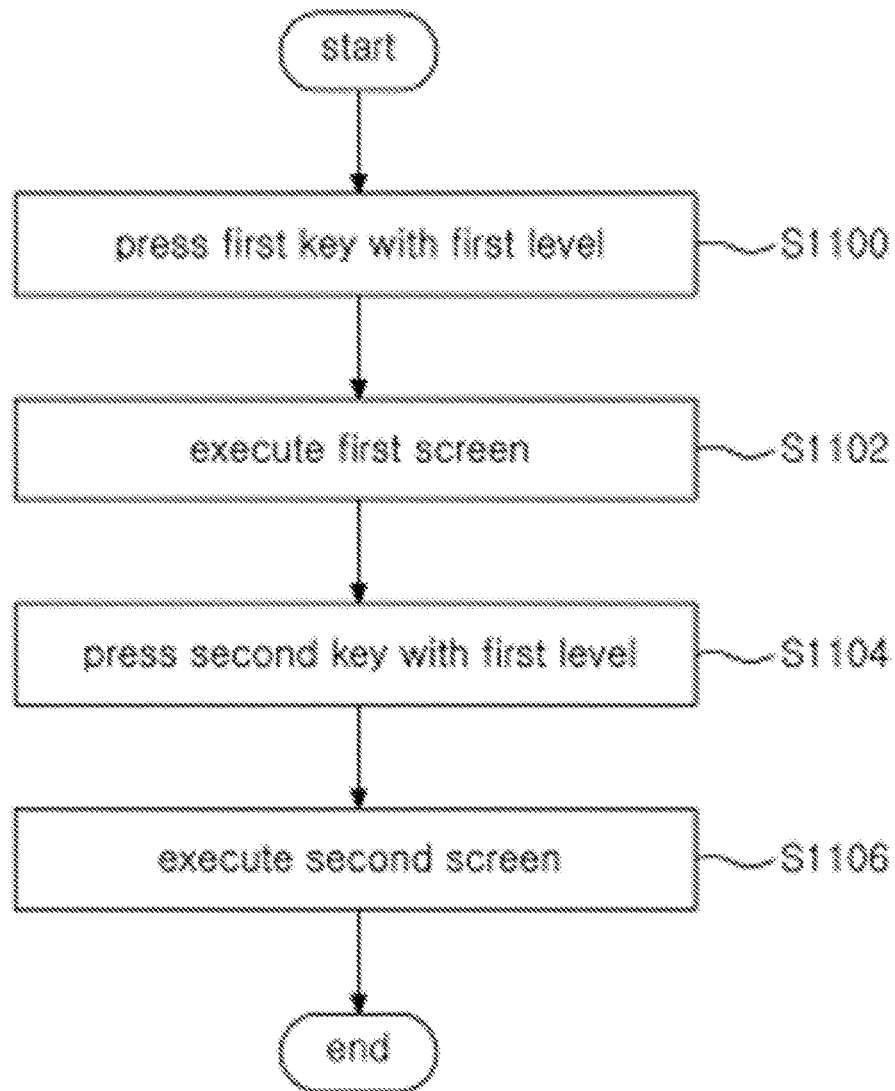 start
press first key with first level
S1100
execute first screen
S1102
press second key with first level
S1104
execute second screen
S1106
end